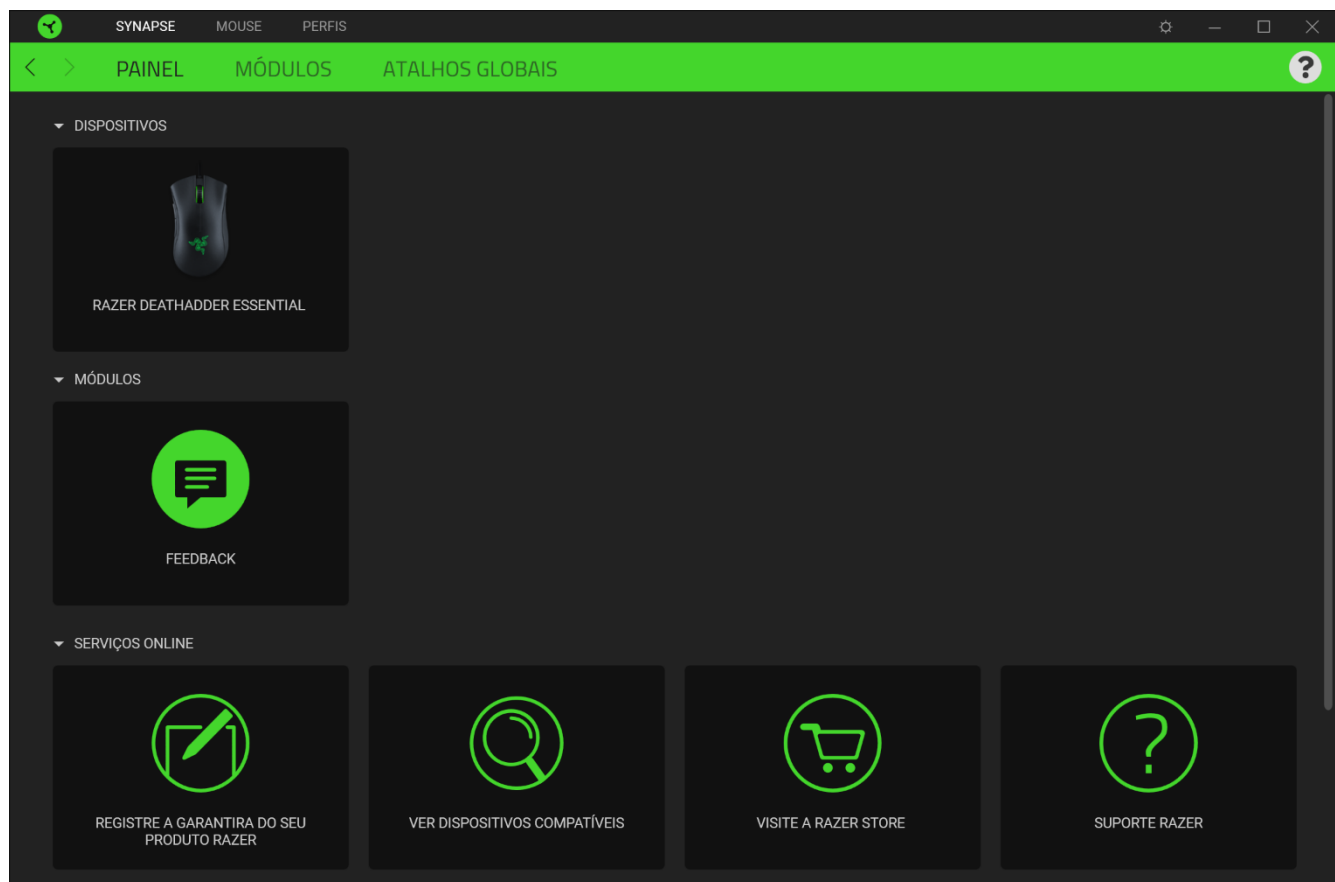 SYNAPSE MOUSE PERFIS
PAINEL MÓDULOS ATALHOS GLOBAIS
?
DISPOSITIVOS
RAZER DEATHADDER ESSENTIAL
MÓDULOS
FEEDBACK
SERVIÇOS ONLINE
REGISTRE A GARANTIRA DO SEU
PRODUTO RAZER
VER DISPOSITIVOS COMPATÍVEIS
VISITE A RAZER STORE
?
SUPORTE RAZER